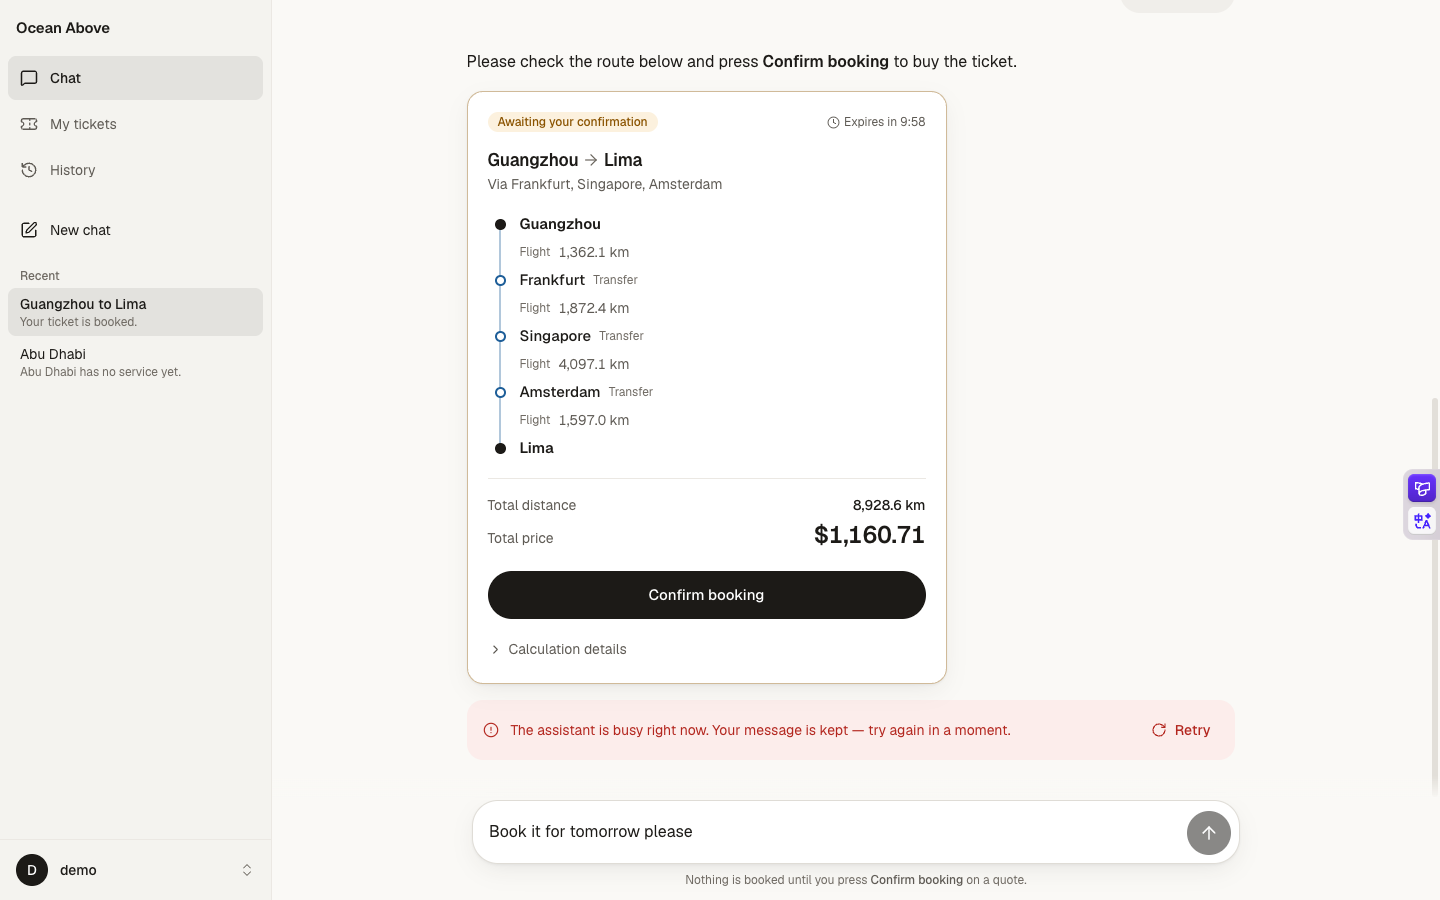 Ocean Above
Chat
My tickets
History
New chat
Recent
Guangzhou to Lima
Your ticket is booked.
Abu Dhabi
Abu Dhabi has no service yet.
D
demo
Please check the route below and press Confirm booking to buy the ticket.
Awaiting your confirmation
Expires in 9:58
Guangzhou → Lima
Via Frankfurt, Singapore, Amsterdam
Guangzhou
Flight 1,362.1 km
Frankfurt Transfer
Flight 1,872.4 km
Singapore Transfer
Flight 4,097.1 km
Amsterdam Transfer
Flight 1,597.0 km
Lima
Total distance 8,928.6 km
Total price $1,160.71
Confirm booking
Calculation details
The assistant is busy right now. Your message is kept — try again in a moment.
Retry
Book it for tomorrow please
Nothing is booked until you press Confirm booking on a quote.
中A